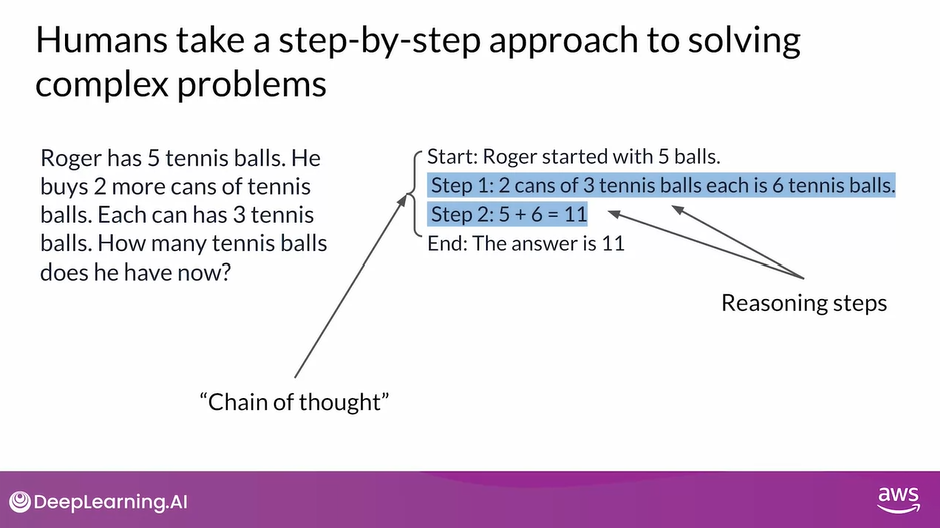 Humans take a step-by-step approach to solving
complex problems
Roger has 5 tennis balls. He
buys 2 more cans of tennis
balls. Each can has 3 tennis
balls. How many tennis balls
does he have now?
Start: Roger started with 5 balls.
Step 1: 2 cans of 3 tennis balls each is 6 tennis balls.
Step 2: 5 + 6 = 11
End: The answer is 11
Reasoning steps
“Chain of thought”
DeepLearning.AI
aws